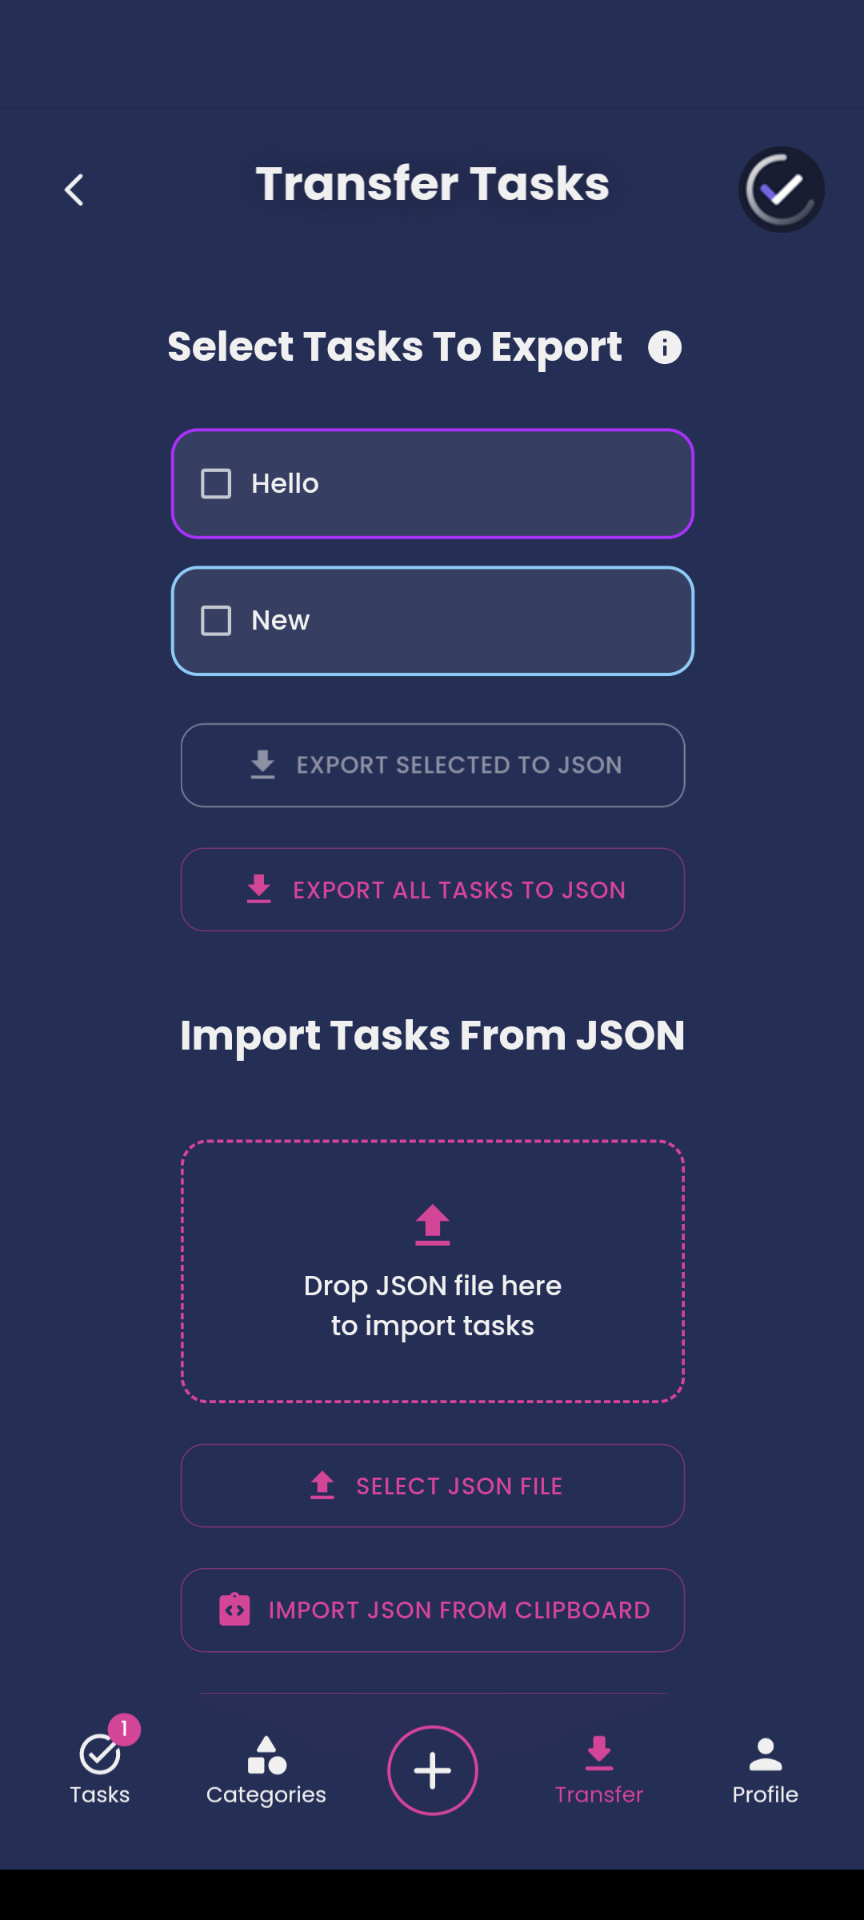 Transfer Tasks
Select Tasks To Export
Hello
New
EXPORT SELECTED TO JSON
EXPORT ALL TASKS TO JSON
Import Tasks From JSON
Drop JSON file here
to import tasks
SELECT JSON FILE
IMPORT JSON FROM CLIPBOARD
1
Tasks
Categories
Transfer
Profile